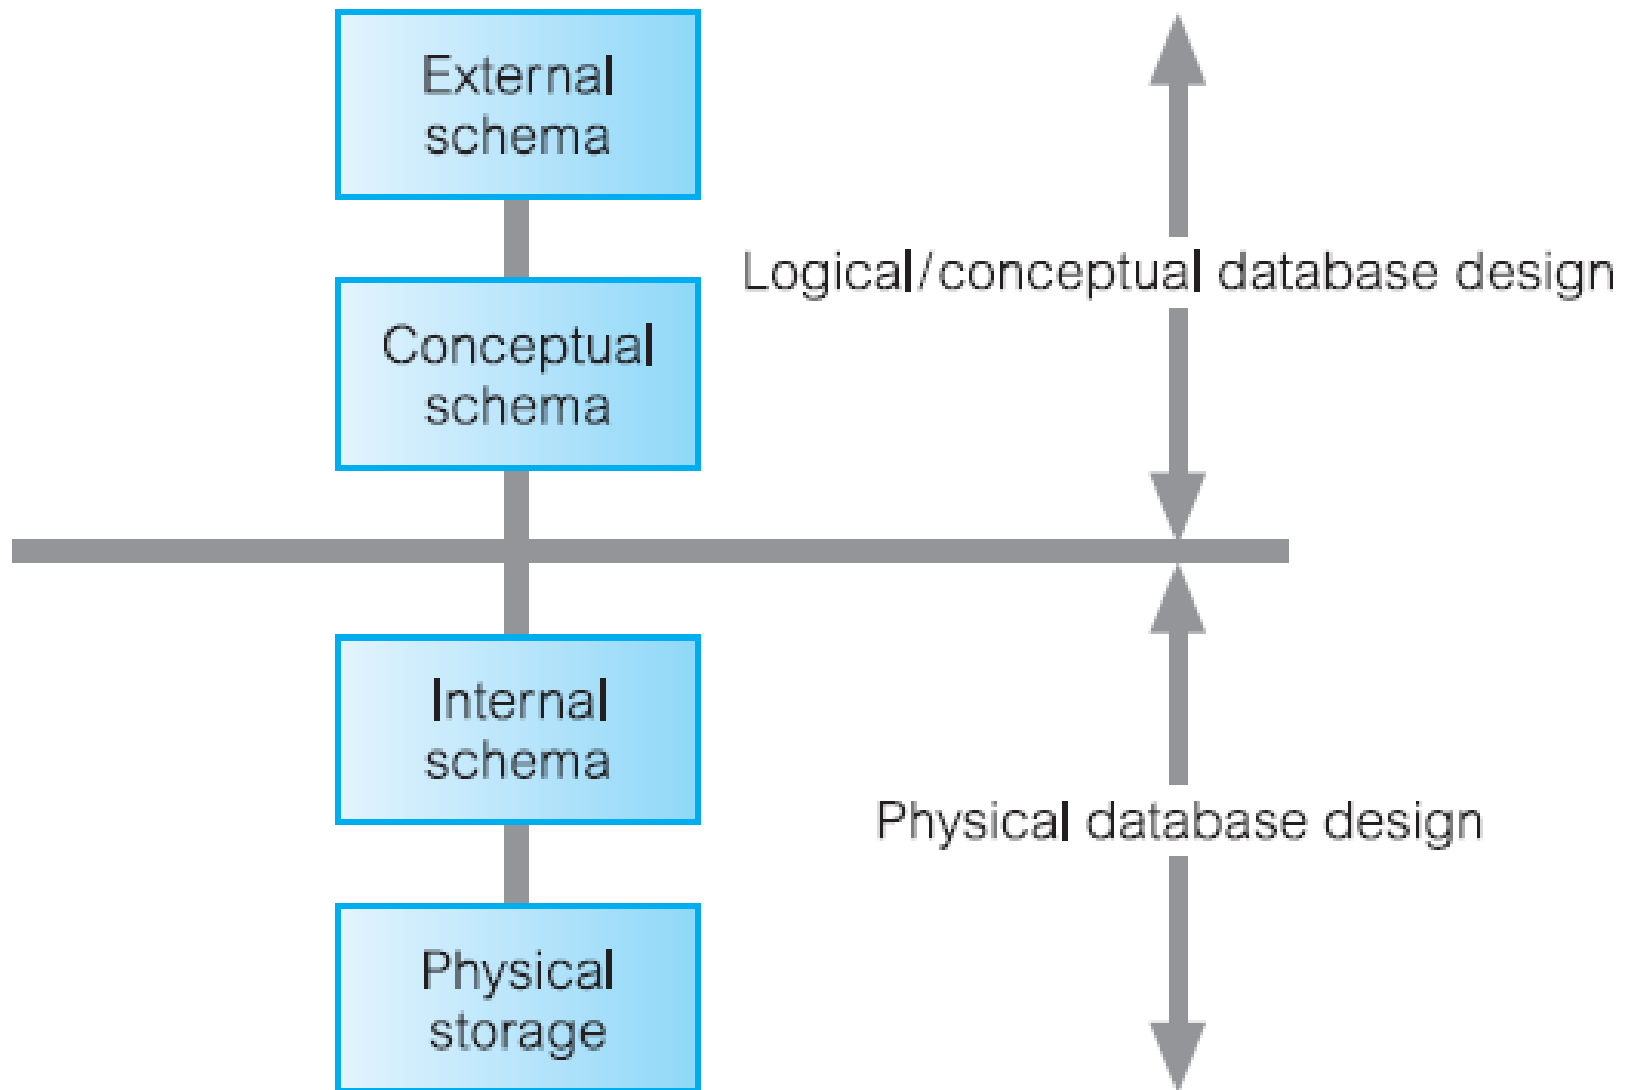 External
schema
Logical/conceptual database design
Conceptual
schema
Internal
schema
Physical database design
Physical
storage